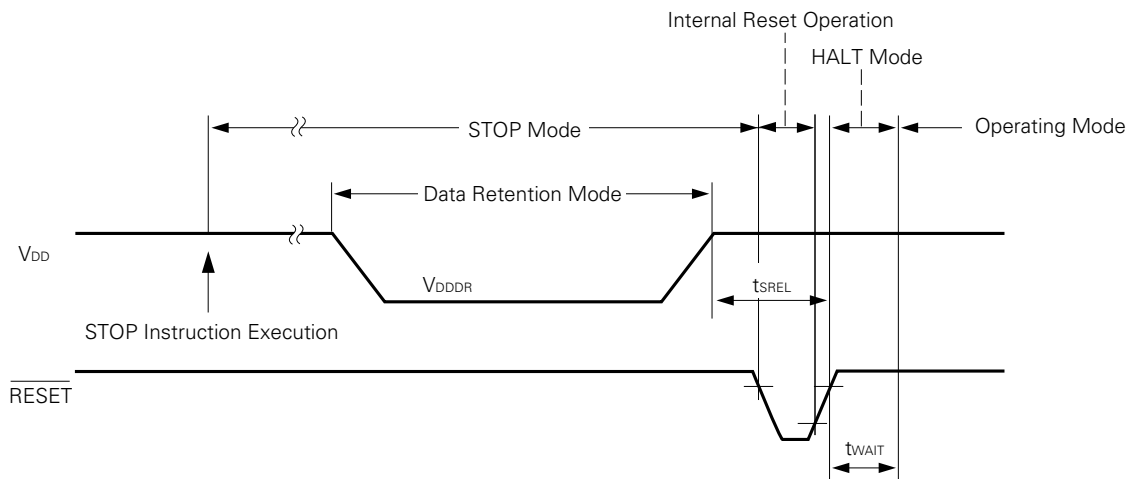 Internal Reset Operation
HALT Mode
STOP Mode
Operating Mode
Data Retention Mode
VDD
VDDDR
tSREL
STOP Instruction Execution
RESET
tWAIT